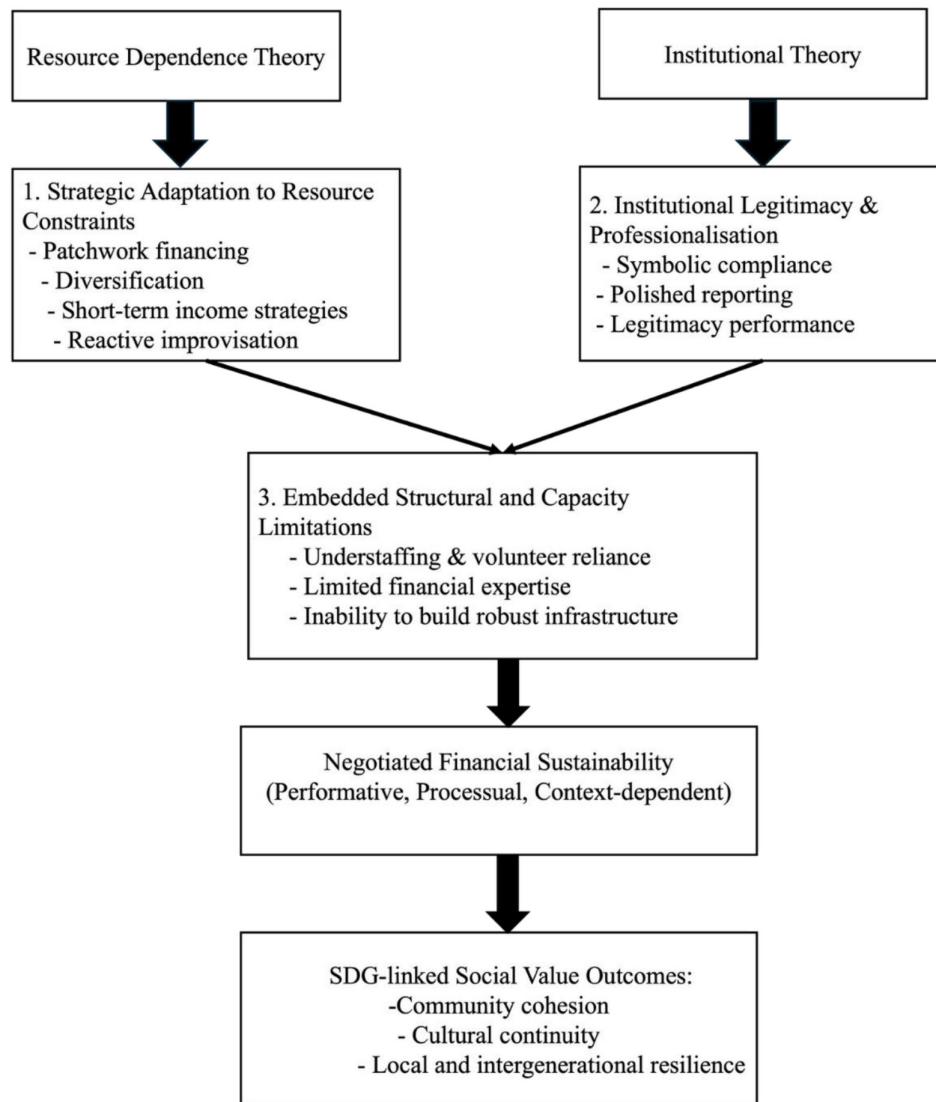 Resource Dependence Theory
Institutional Theory
1. Strategic Adaptation to Resource
Constraints
- Patchwork financing
- Diversification
- Short-term income strategies
- Reactive improvisation
2. Institutional Legitimacy &
Professionalisation
- Symbolic compliance
- Polished reporting
- Legitimacy performance
3. Embedded Structural and Capacity
Limitations
- Understaffing & volunteer reliance
- Limited financial expertise
- Inability to build robust infrastructure
Negotiated Financial Sustainability
(Performative, Processual, Context-dependent)
SDG-linked Social Value Outcomes:
-Community cohesion
- Cultural continuity
- Local and intergenerational resilience